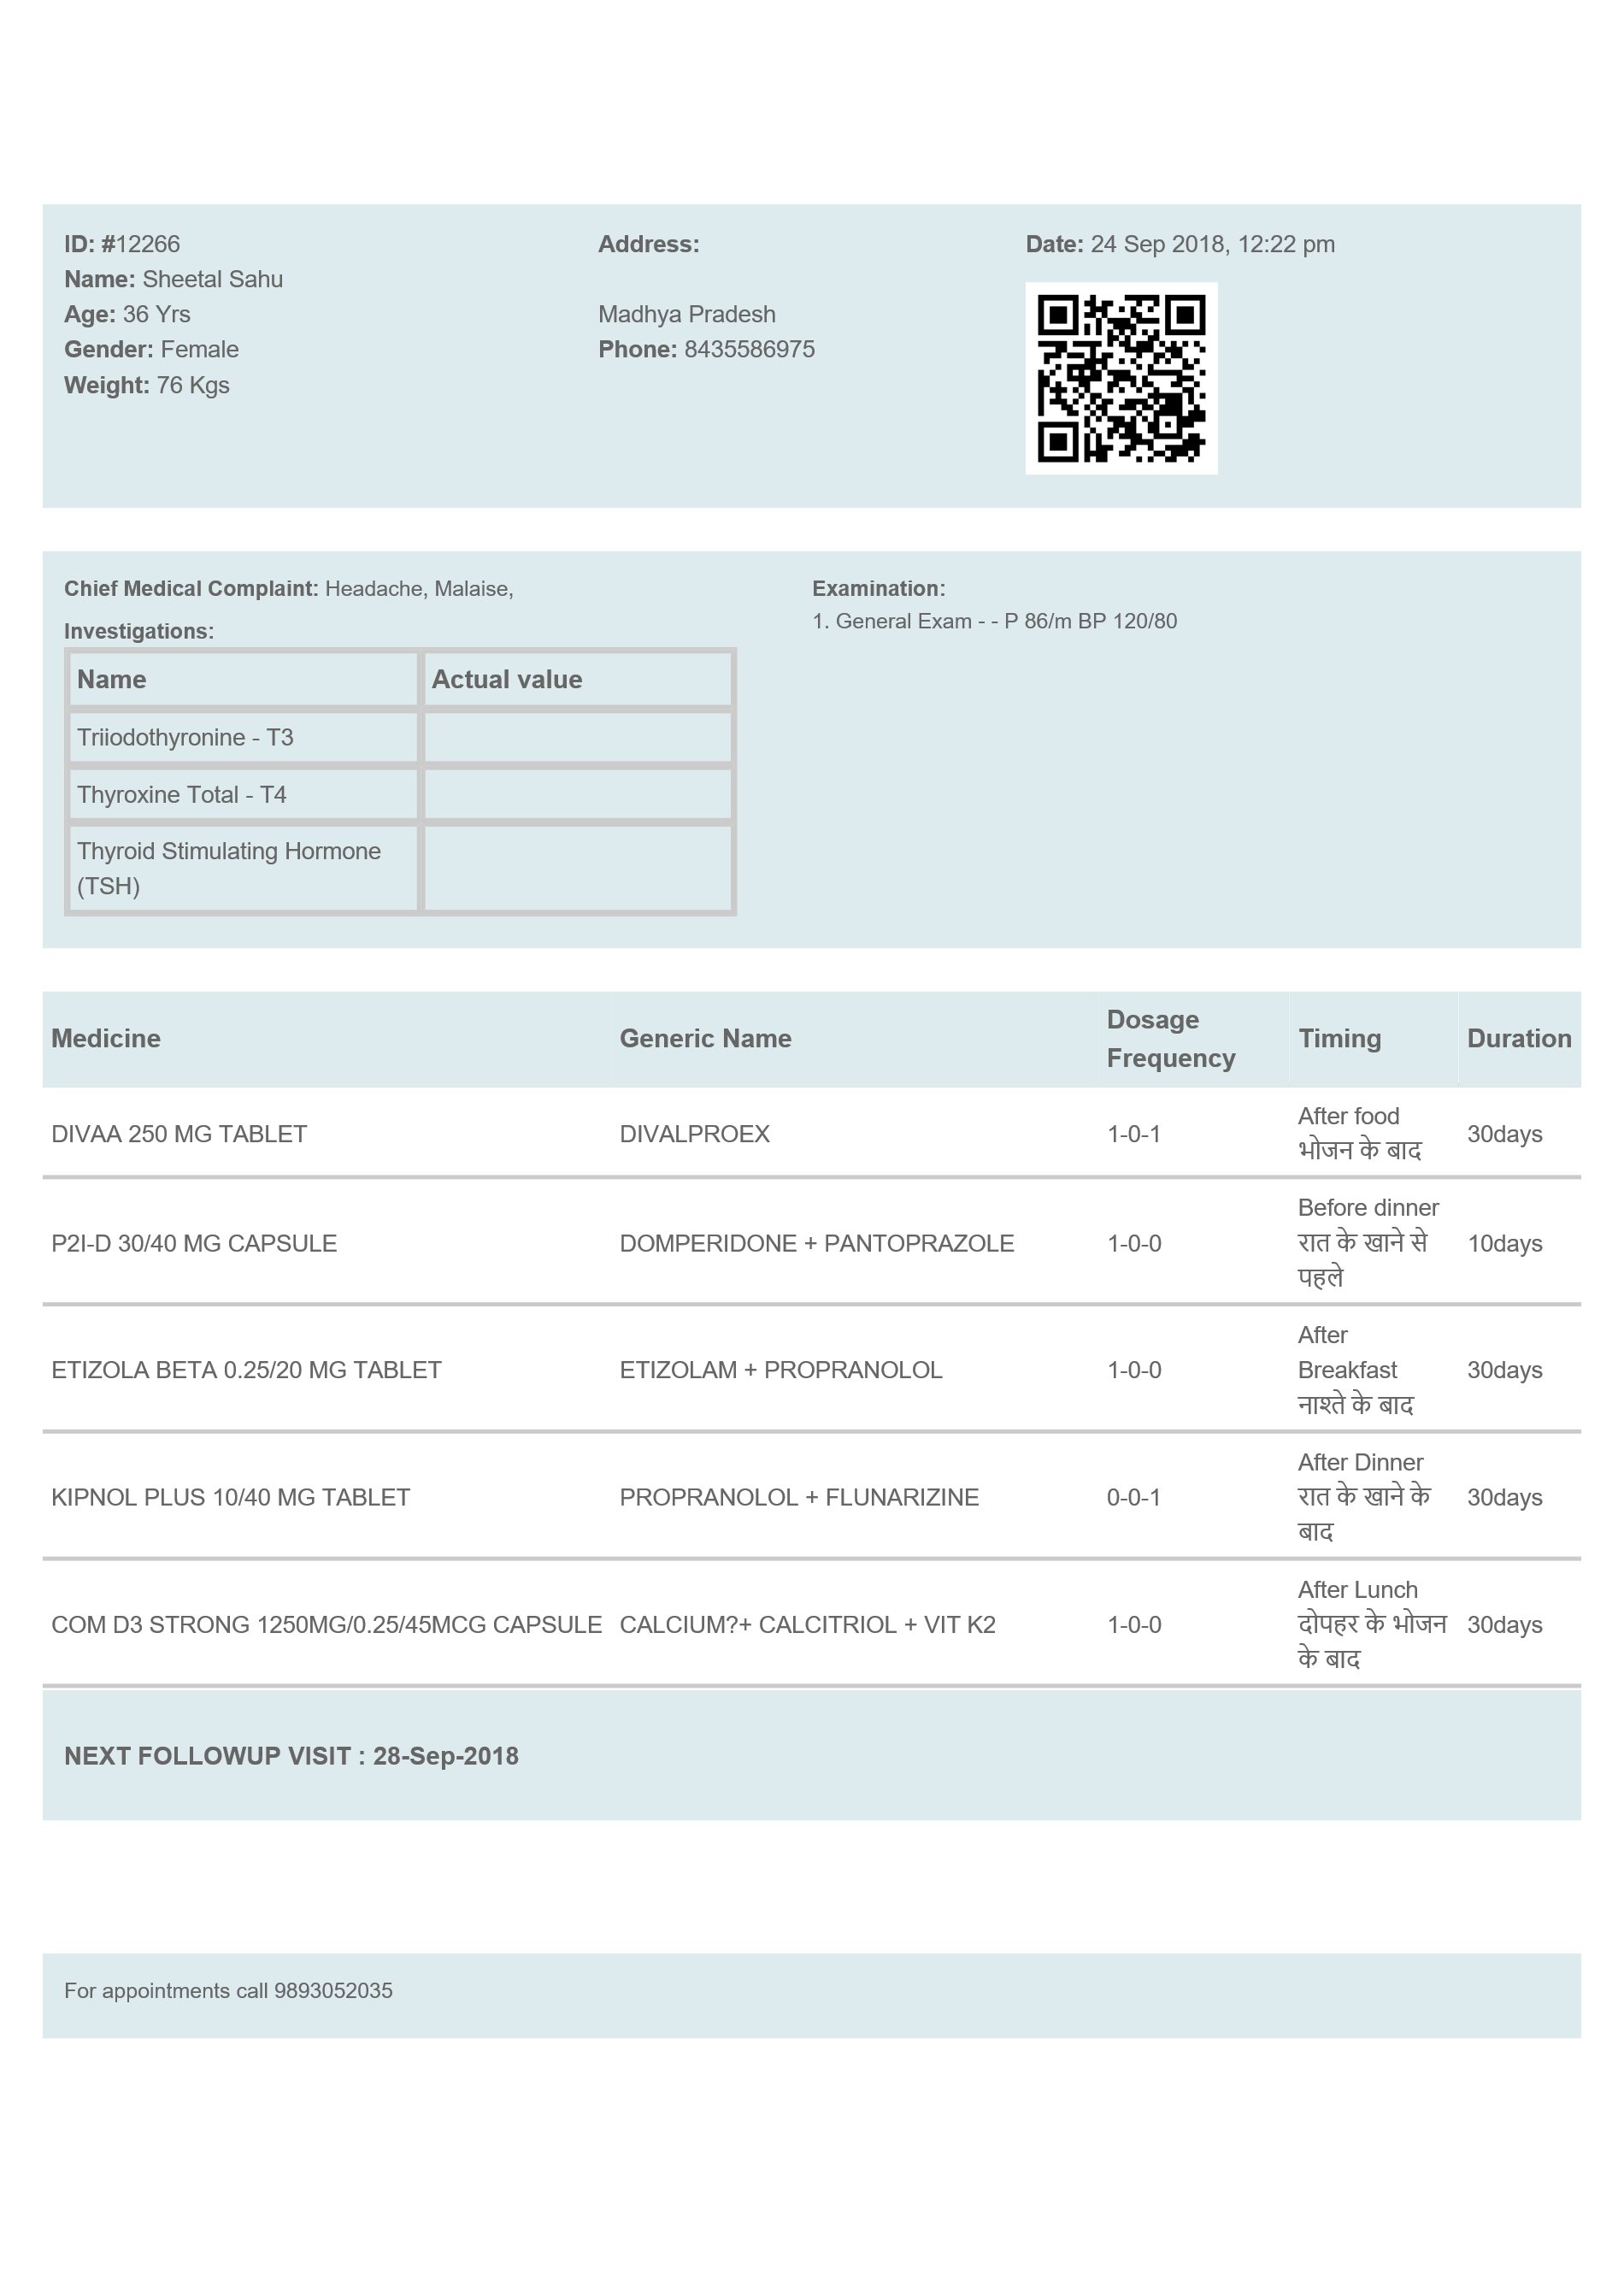 ID: #12266
Name: Sheetal Sahu
Age: 36 Yrs
Gender: Female
Weight: 76 Kgs
Address:
Madhya Pradesh
Phone: 8435586975
Date: 24 Sep 2018, 12:22 pm
Chief Medical Complaint: Headache, Malaise,
Investigations:
Name Actual value
Triiodothyronine - T3
Thyroxine Total - T4
Thyroid Stimulating Hormone
(TSH)
Examination:
1. General Exam - - P 86/m BP 120/80
Medicine Generic Name Dosage Frequency Timing Duration
DIVAA 250 MG TABLET DIVALPROEX 1-0-1 After food
भोजन के बाद 30days
P2I-D 30/40 MG CAPSULE DOMPERIDONE + PANTOPRAZOLE 1-0-0 Before dinner
रात के खाने से
पहले 10days
ETIZOLA BETA 0.25/20 MG TABLET ETIZOLAM + PROPRANOLOL 1-0-0 After
Breakfast
नाश्ते के बाद 30days
KIPNOL PLUS 10/40 MG TABLET PROPRANOLOL + FLUNARIZINE 0-0-1 After Dinner
रात के खाने के
बाद 30days
COM D3 STRONG 1250MG/0.25/45MCG CAPSULE CALCIUM?+ CALCITRIOL + VIT K2 1-0-0 After Lunch
दोपहर के भोजन
के बाद 30days
NEXT FOLLOWUP VISIT : 28-Sep-2018
For appointments call 9893052035